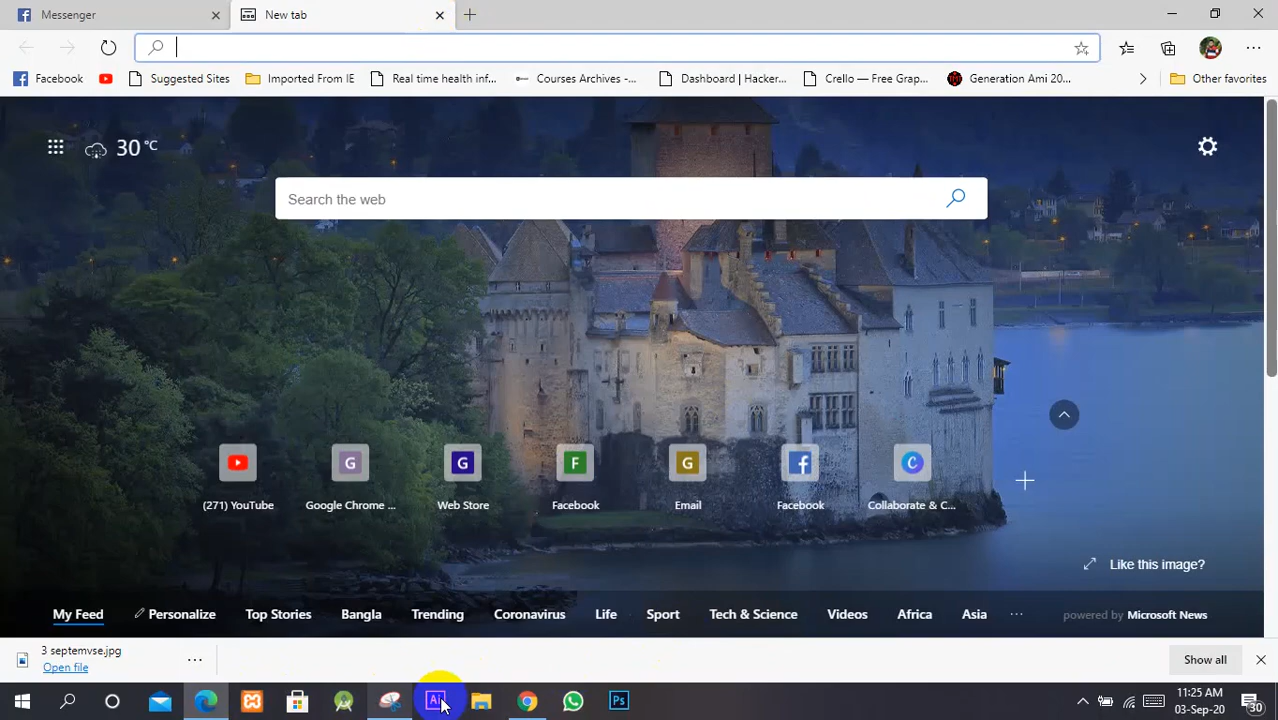 Messenger
New tab
Facebook
Suggested Sites
Imported From IE
Real time health inf...
Courses Archives -...
Dashboard | Hacker...
Crello — Free Grap...
Generation Ami 20...
Other favorites
30 °C
Search the web
G
G
F
G
C
(271) YouTube
Google Chrome ...
Web Store
Facebook
Email
Facebook
Collaborate & C...
Like this image?
My Feed
Personalize
Top Stories
Bangla
Trending
Coronavirus
Life
Sport
Tech & Science
Videos
Africa
Asia
...
powered by Microsoft News
3 septemvse.jpg
Open file
Show all
Ai
Ps
11:25 AM
03-Sep-20
30